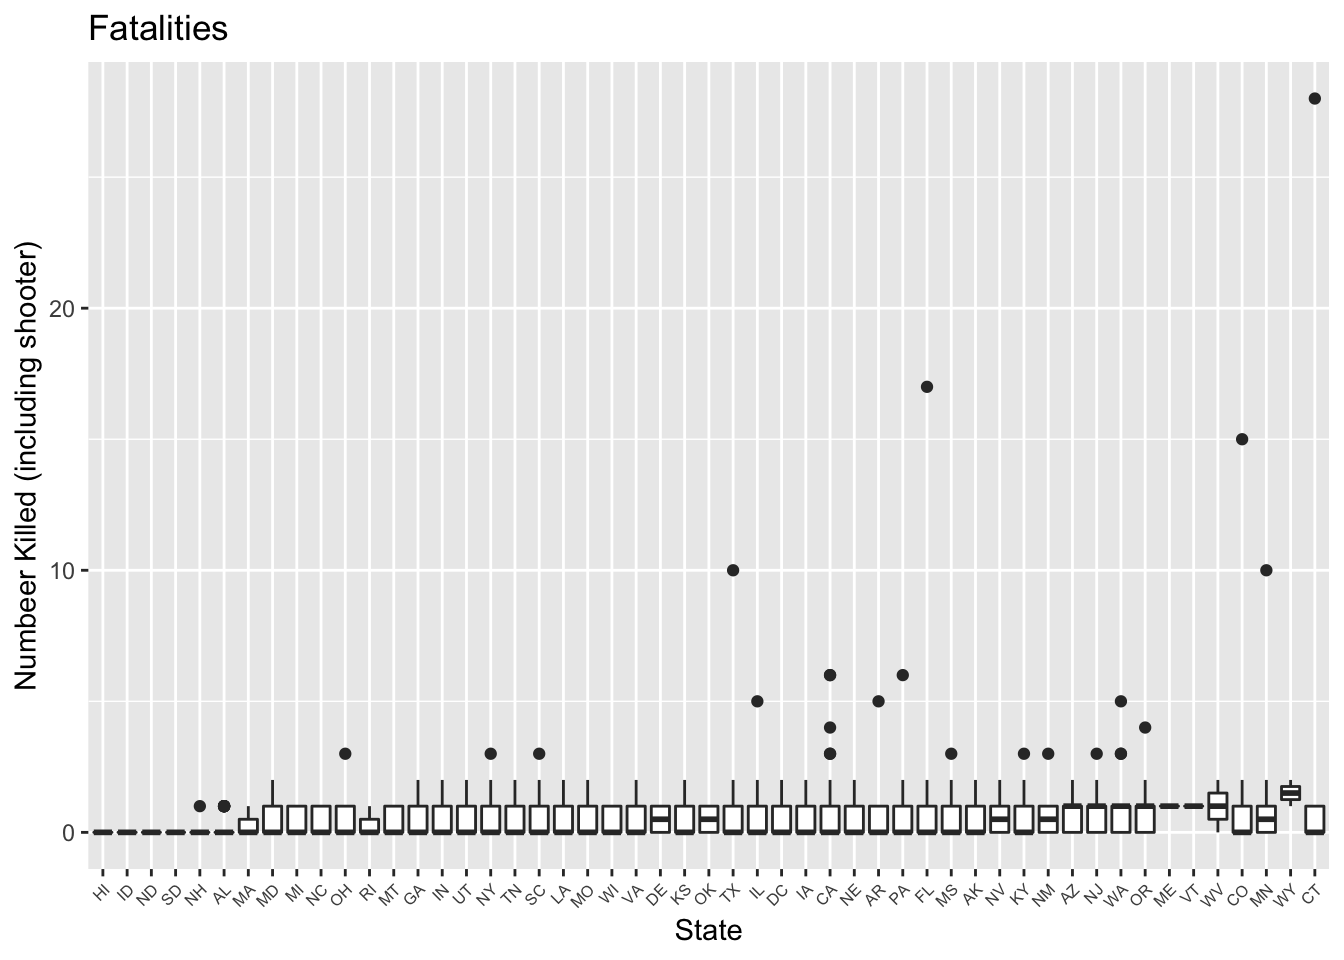 Fatalities
Numbeer Killed (including shooter)
20
10
0
HI ID ND SD NH AL MA MD MI NC OH RI MT GA IN UT NY TN SC LA MO WI VA DE KS OK TX IL DC IA CA NE AR PA FL MS AK NV KY NM AZ NJ WA OR ME VT WV CO MN WY CT
State